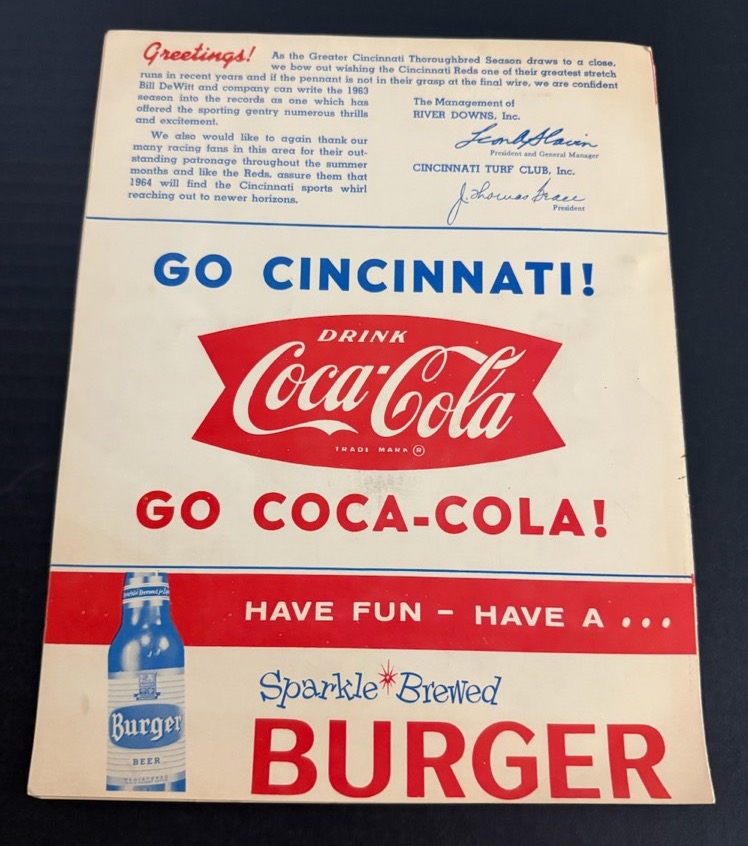 Greetings! As the Greater Cincinnati Thoroughbred Season draws to a close,
we bow out wishing the Cincinnati Reds one of their greatest stretch
runs in recent years and if the pennant is not in their grasp at the final wire, we are confident
Bill DeWitt and company can write the 1963
season into the records as one which has
offered the sporting gentry numerous thrills
and excitement.
We also would like to again thank our
many racing fans in this area for their out-
standing patronage throughout the summer
months and like the Reds, assure them that
1964 will find the Cincinnati sports whirl
reaching out to newer horizons.
The Management of
RIVER DOWNS, Inc.
President and General Manager
CINCINNATI TURF CLUB, Inc.
J. Thomas Grace
President
GO CINCINNATI!
DRINK
Coca-Cola
TRADE MARK ®
GO COCA-COLA!
HAVE FUN – HAVE A ...
Sparkle Brewed
BURGER
Burger
BEER
REGISTERED